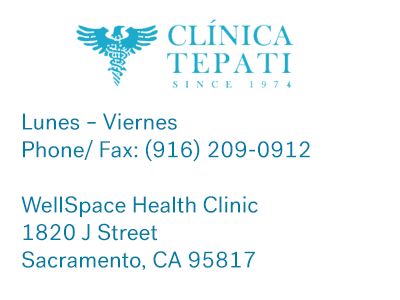 CLÍNICA
TEPATI
SINCE 1974
Lunes – Viernes
Phone/ Fax: (916) 209-0912
WellSpace Health Clinic
1820 J Street
Sacramento, CA 95817